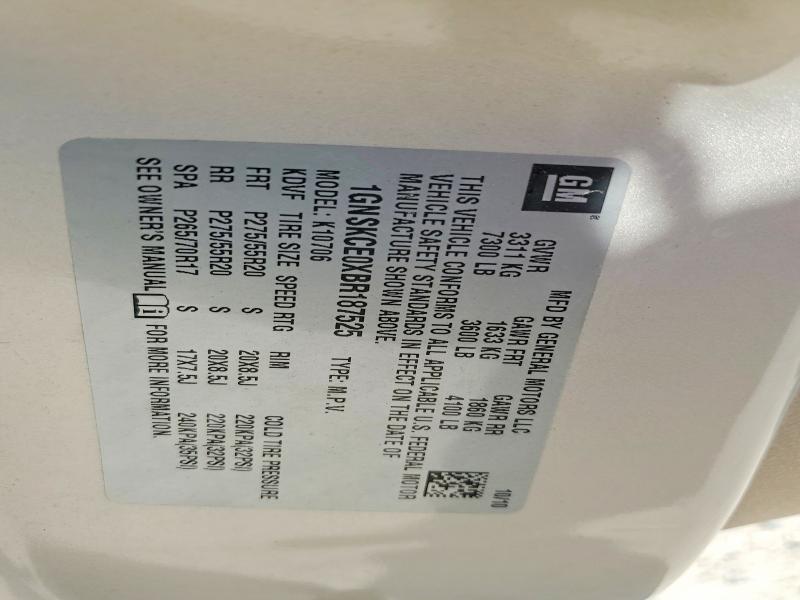 GM ®
MFD BY GENERAL MOTORS LLC 10/10
GVWR GAWR FRT GAWR RR
3311 KG 1633 KG 1860 KG
7300 LB 3600 LB 4100 LB
THIS VEHICLE CONFORMS TO ALL APPLICABLE U.S. FEDERAL MOTOR
VEHICLE SAFETY STANDARDS IN EFFECT ON THE DATE OF
MANUFACTURE SHOWN ABOVE.
1GNSKCE0XBR187525 TYPE: M.P.V.
MODEL: K10706
KDVF TIRE SIZE SPEED RTG RIM COLD TIRE PRESSURE
FRT P275/55R20 S 20X8.5J 220KPA(32PSI)
RR P275/55R20 S 20X8.5J 220KPA(32PSI)
SPA P265/70R17 S 17X7.5J 240KPA(35PSI)
SEE OWNER'S MANUAL FOR MORE INFORMATION.